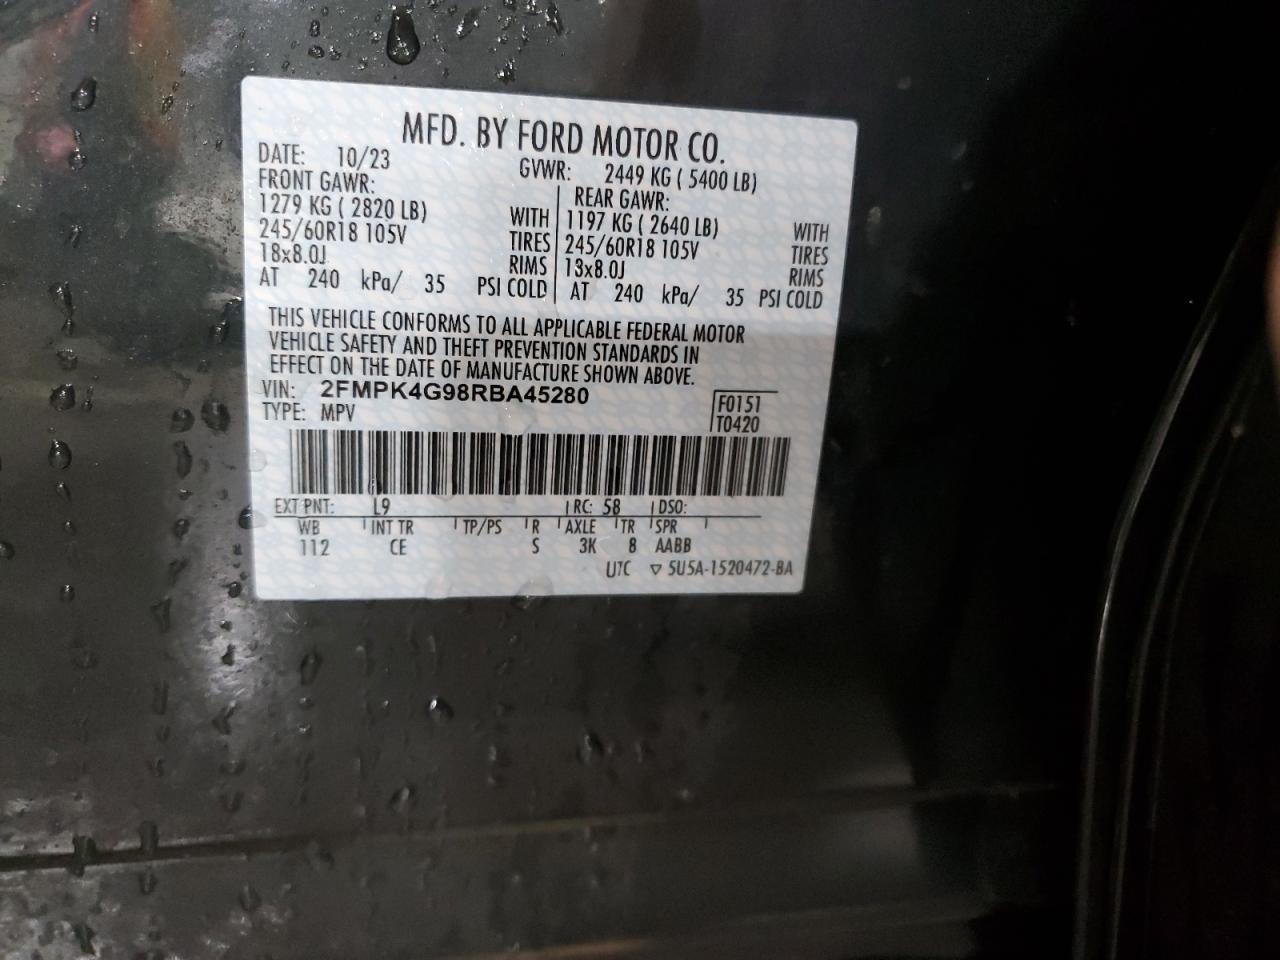 MFD. BY FORD MOTOR CO.
DATE: 10/23 GVWR: 2449 KG ( 5400 LB)
FRONT GAWR: REAR GAWR:
1279 KG ( 2820 LB) WITH 1197 KG ( 2640 LB) WITH
245/60R18 105V TIRES 245/60R18 105V TIRES
18x8.0J RIMS 13x8.0J RIMS
AT 240 kPa/ 35 PSI COLD AT 240 kPa/ 35 PSI COLD
THIS VEHICLE CONFORMS TO ALL APPLICABLE FEDERAL MOTOR
VEHICLE SAFETY AND THEFT PREVENTION STANDARDS IN
EFFECT ON THE DATE OF MANUFACTURE SHOWN ABOVE.
VIN: 2FMPK4G98RBA45280 F0151
TYPE: MPV T0420
EXT PNT: L9 RC: 58 DSO:
WB INT TR TP/PS R AXLE TR SPR
112 CE S 3K 8 AABB
UTC ▽ 5U5A-1520472-BA